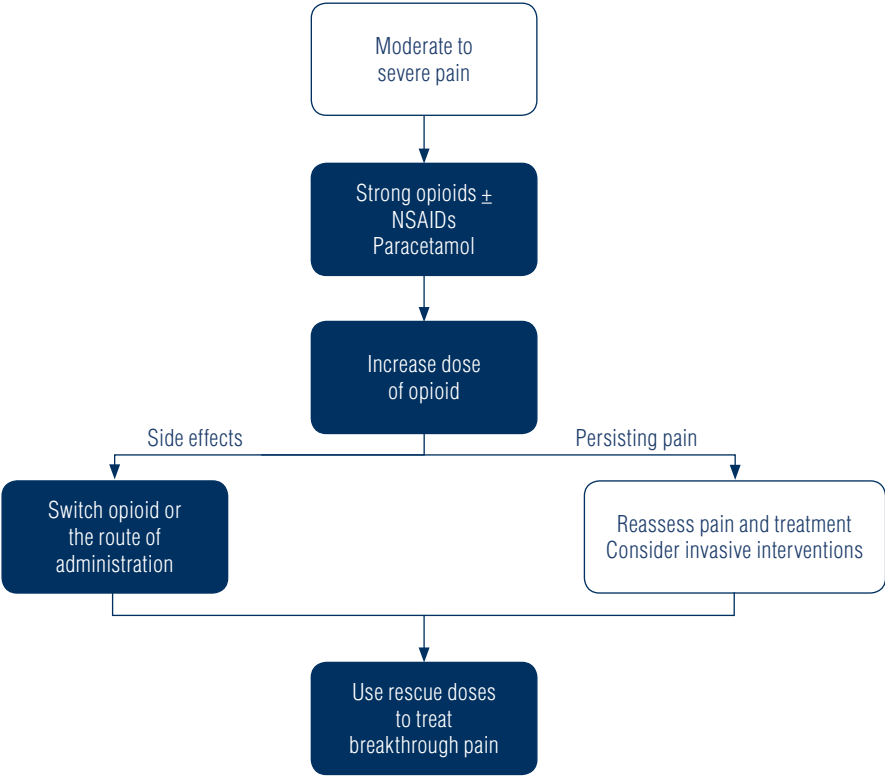 Moderate to
severe pain
Strong opioids ±
NSAIDs
Paracetamol
Increase dose
of opioid
Side effects
Persisting pain
Switch opioid or
the route of
administration
Reassess pain and treatment
Consider invasive interventions
Use rescue doses
to treat
breakthrough pain